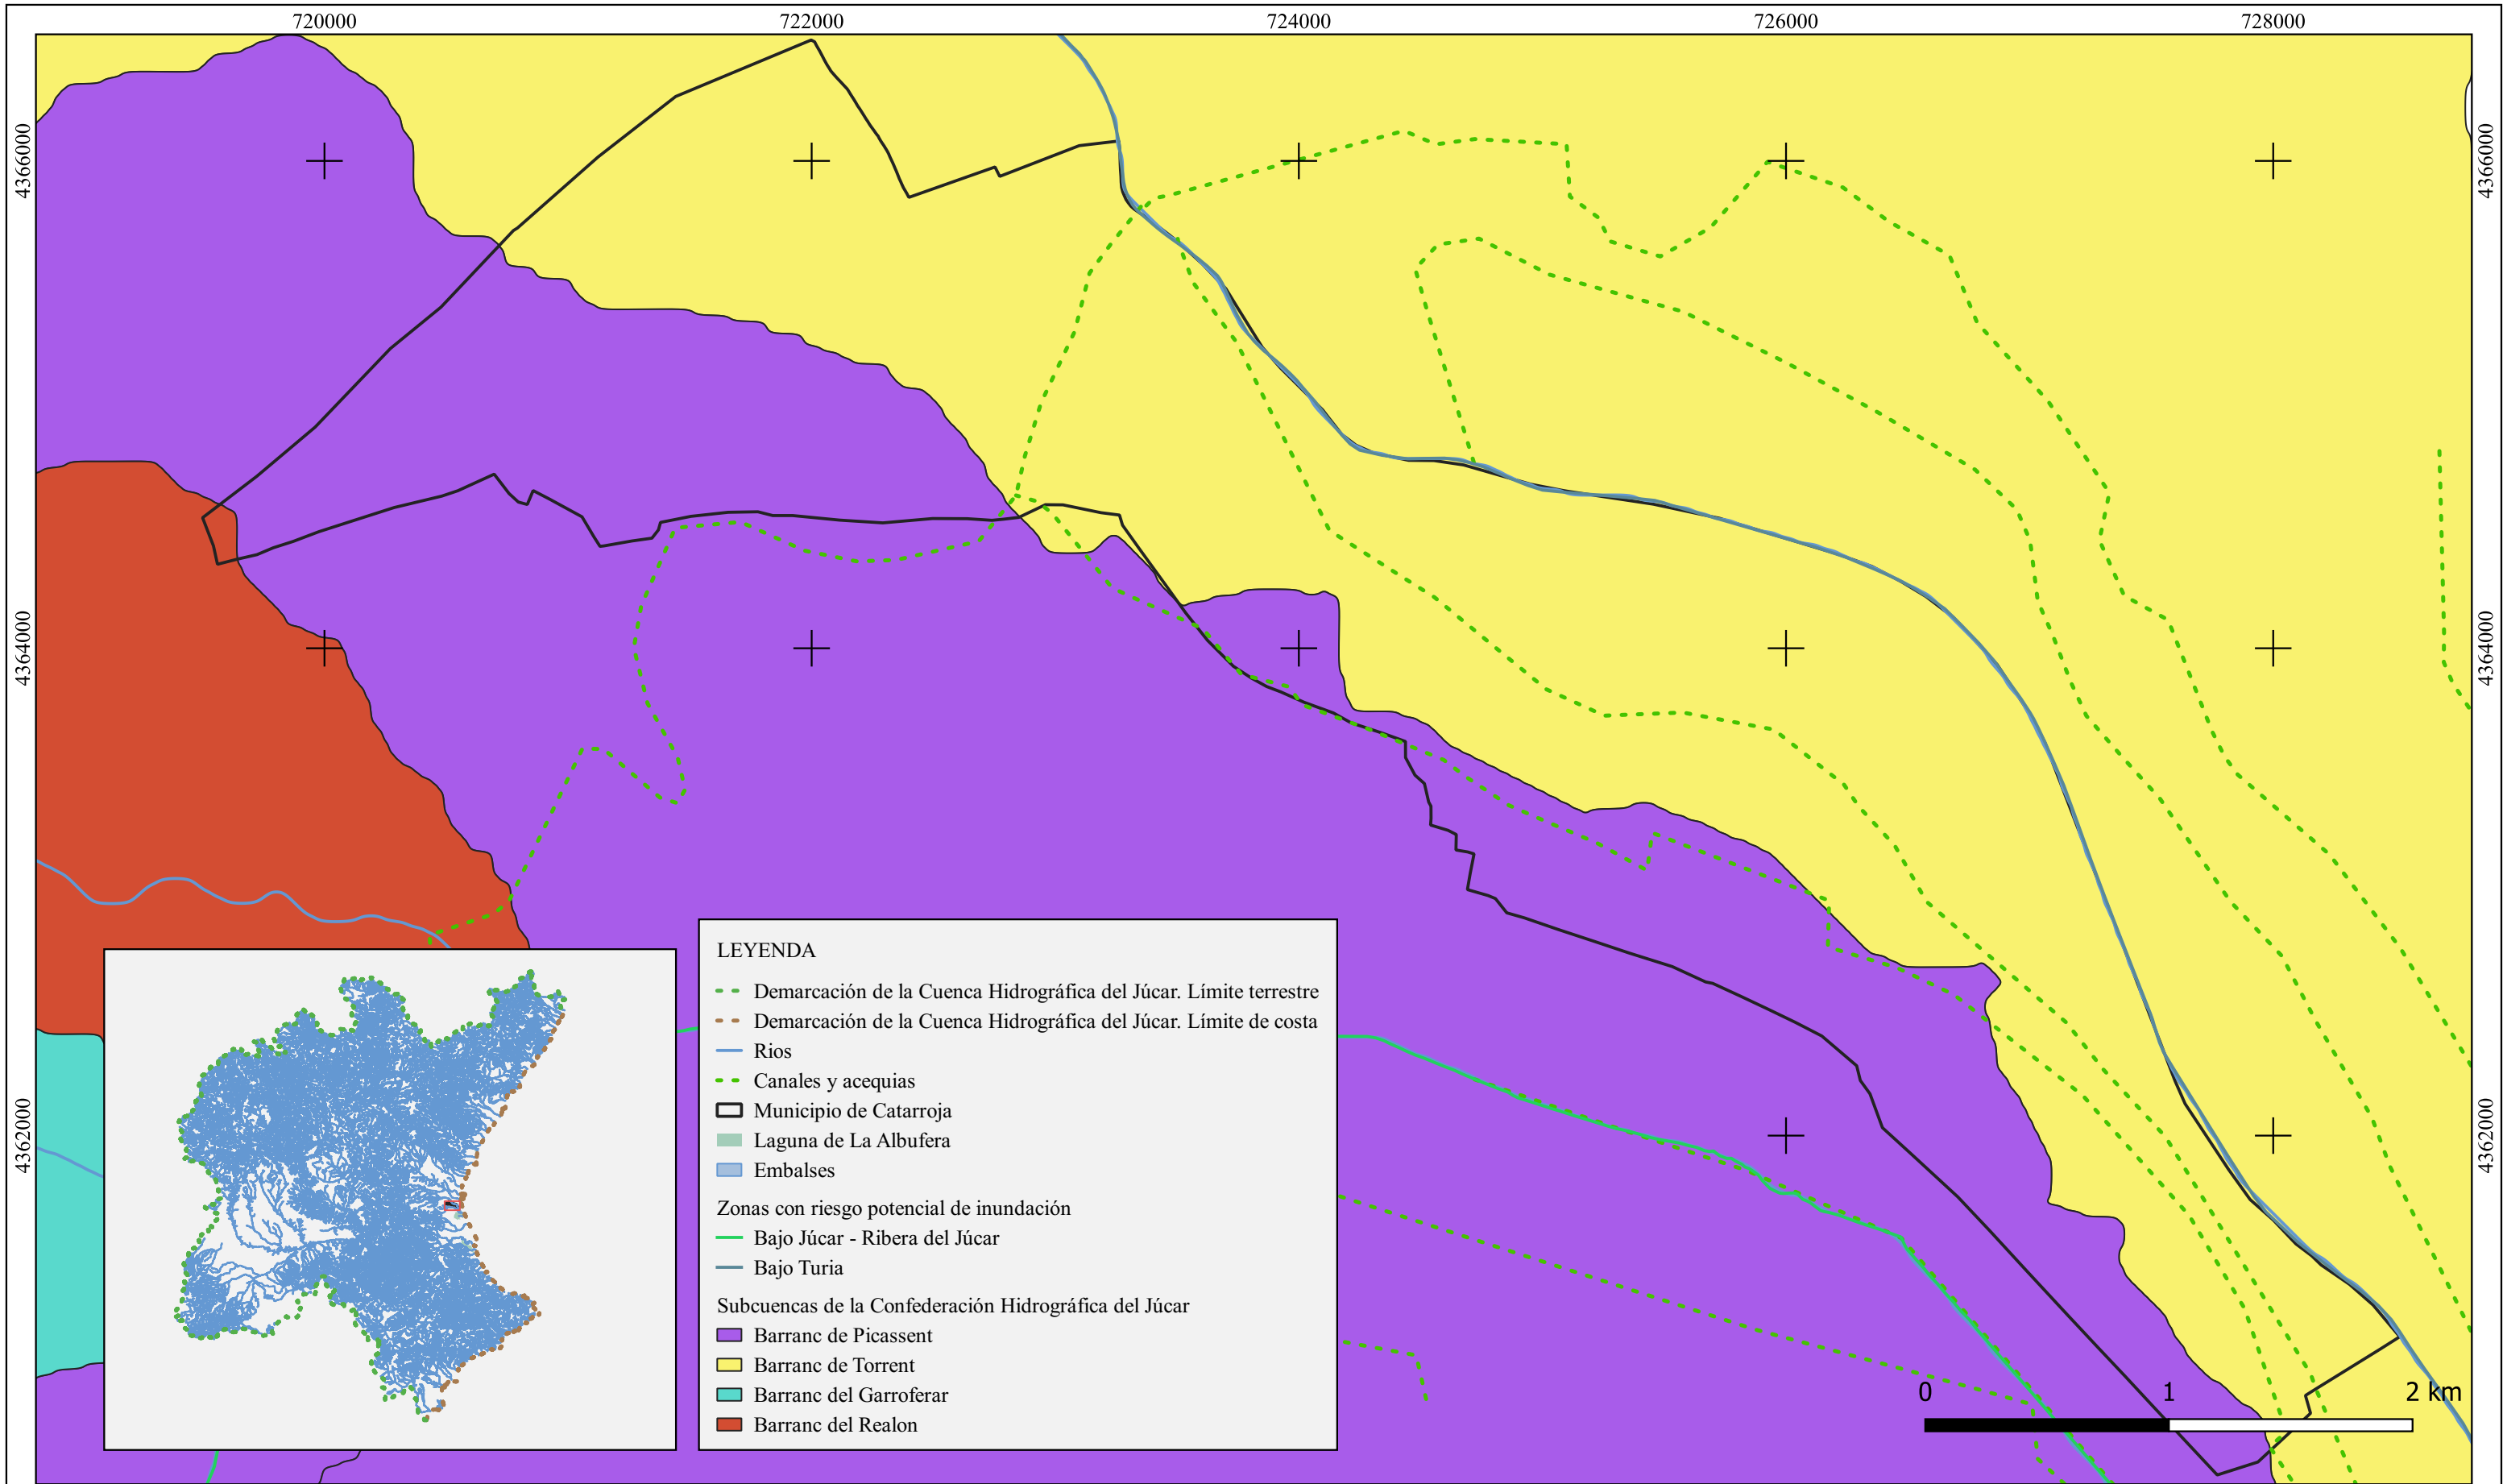 720000 722000 724000 726000 728000
4366000 4366000
4364000 4364000
4362000 4362000
LEYENDA
Demarcación de la Cuenca Hidrográfica del Júcar. Límite terrestre
Demarcación de la Cuenca Hidrográfica del Júcar. Límite de costa
Rios
Canales y acequias
Municipio de Catarroja
Laguna de La Albufera
Embalses
Zonas con riesgo potencial de inundación
Bajo Júcar - Ribera del Júcar
Bajo Turia
Subcuencas de la Confederación Hidrográfica del Júcar
Barranc de Picassent
Barranc de Torrent
Barranc del Garroferar
Barranc del Realon
0 1 2 km